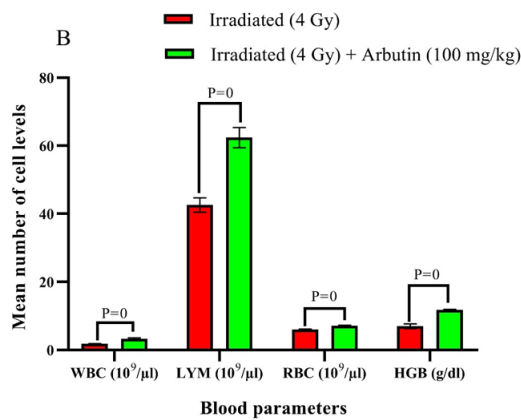 B
Irradiated (4 Gy)
Irradiated (4 Gy) + Arbutin (100 mg/kg)
Mean number of cell levels
80
60
40
20
0
P=0
P=0
P=0
P=0
WBC (10⁹/µl)
LYM (10⁹/µl)
RBC (10⁹/µl)
HGB (g/dl)
Blood parameters